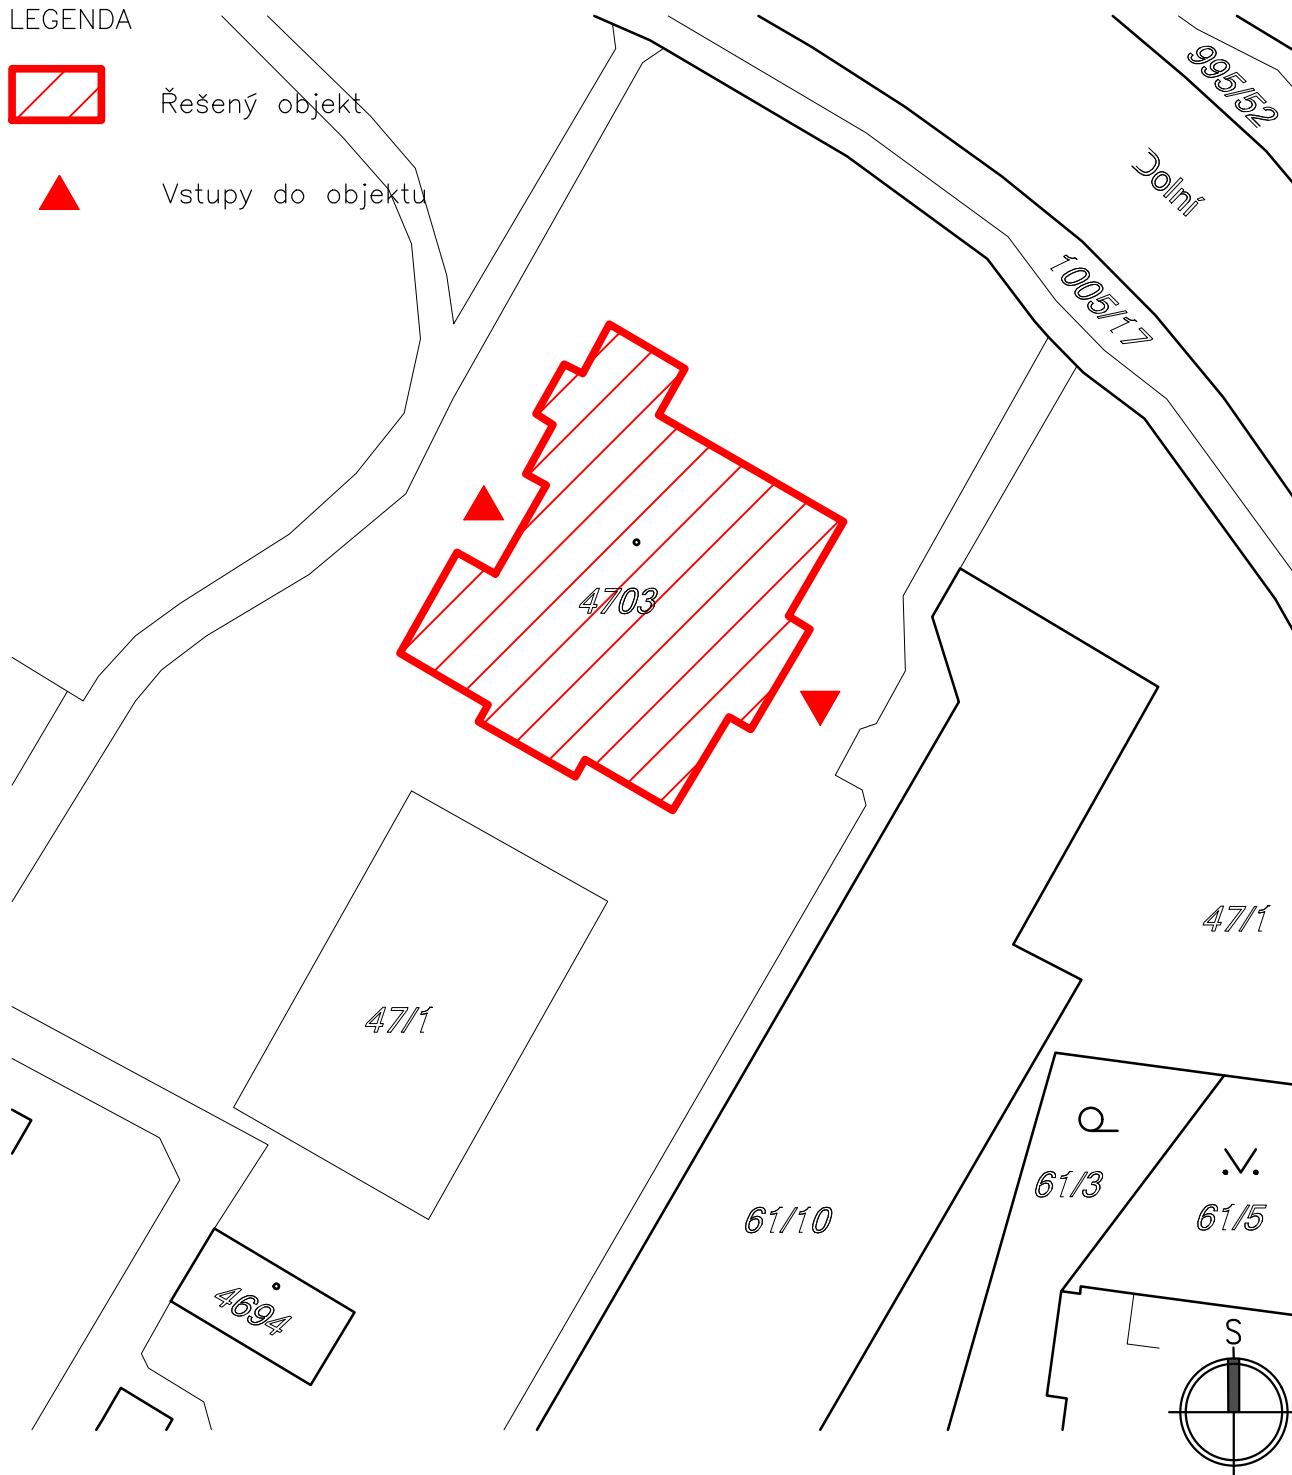 LEGENDA
Řešený objekt
Vstupy do objektu
995/52
Dolní
1005/17
4703
47/1
47/1
61/3
61/5
61/10
4694
S